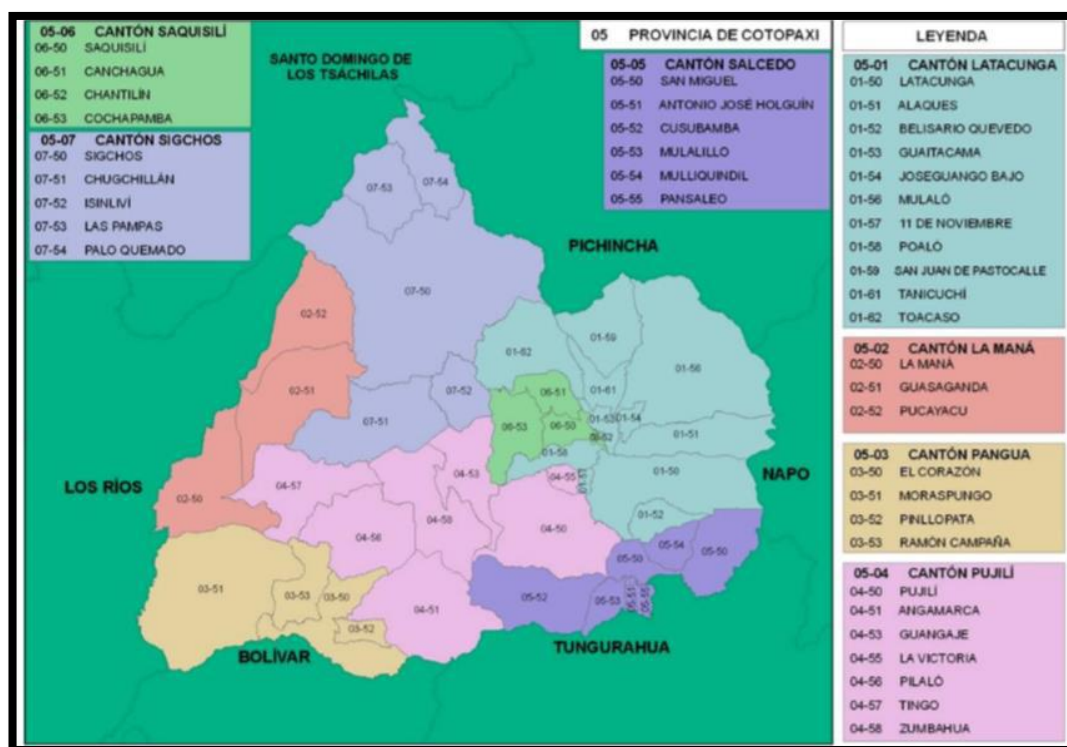 05-06 CANTÓN SAQUISILÍ
06-50 SAQUISILÍ
06-51 CANCHAGUA
06-52 CHANTILÍN
06-53 COCHAPAMBA
05-07 CANTÓN SIGCHOS
07-50 SIGCHOS
07-51 CHUGCHILLÁN
07-52 ISINLIVÍ
07-53 LAS PAMPAS
07-54 PALO QUEMADO
SANTO DOMINGO DE
LOS TSÁCHILAS
05 PROVINCIA DE COTOPAXI
05-05 CANTÓN SALCEDO
05-50 SAN MIGUEL
05-51 ANTONIO JOSÉ HOLGUÍN
05-52 CUSUBAMBA
05-53 MULALILLO
05-54 MULLIQUINDIL
05-55 PANSALEO
LEYENDA
05-01 CANTÓN LATACUNGA
01-50 LATACUNGA
01-51 ALAQUES
01-52 BELISARIO QUEVEDO
01-53 GUAITACAMA
01-54 JOSEGUANGO BAJO
01-56 MULALÓ
01-57 11 DE NOVIEMBRE
01-58 POALÓ
01-59 SAN JUAN DE PASTOCALLE
01-61 TANICUCHÍ
01-62 TOACASO
05-02 CANTÓN LA MANÁ
02-50 LA MANÁ
02-51 GUASAGANDA
02-52 PUCAYACU
05-03 CANTÓN PANGUA
03-50 EL CORAZÓN
03-51 MORASPUNGO
03-52 PINLLOPATA
03-53 RAMÓN CAMPAÑA
05-04 CANTÓN PUJILÍ
04-50 PUJILÍ
04-51 ANGAMARCA
04-53 GUANGAJE
04-55 LA VICTORIA
04-56 PILALÓ
04-57 TINGO
04-58 ZUMBAHUA
07-53
07-54
PICHINCHA
07-50
02-52
01-59
01-62
01-56
07-52
06-51
01-61
02-51
07-51
06-53
06-50
01-53
01-54
01-51
01-58
04-53
04-55
01-57
01-50
NAPO
LOS RÍOS
04-57
02-50
04-58
04-50
01-52
04-56
05-50
05-54
05-50
03-51
03-53
03-50
04-51
05-52
05-53
05-51
05-55
03-52
BOLÍVAR
TUNGURAHUA